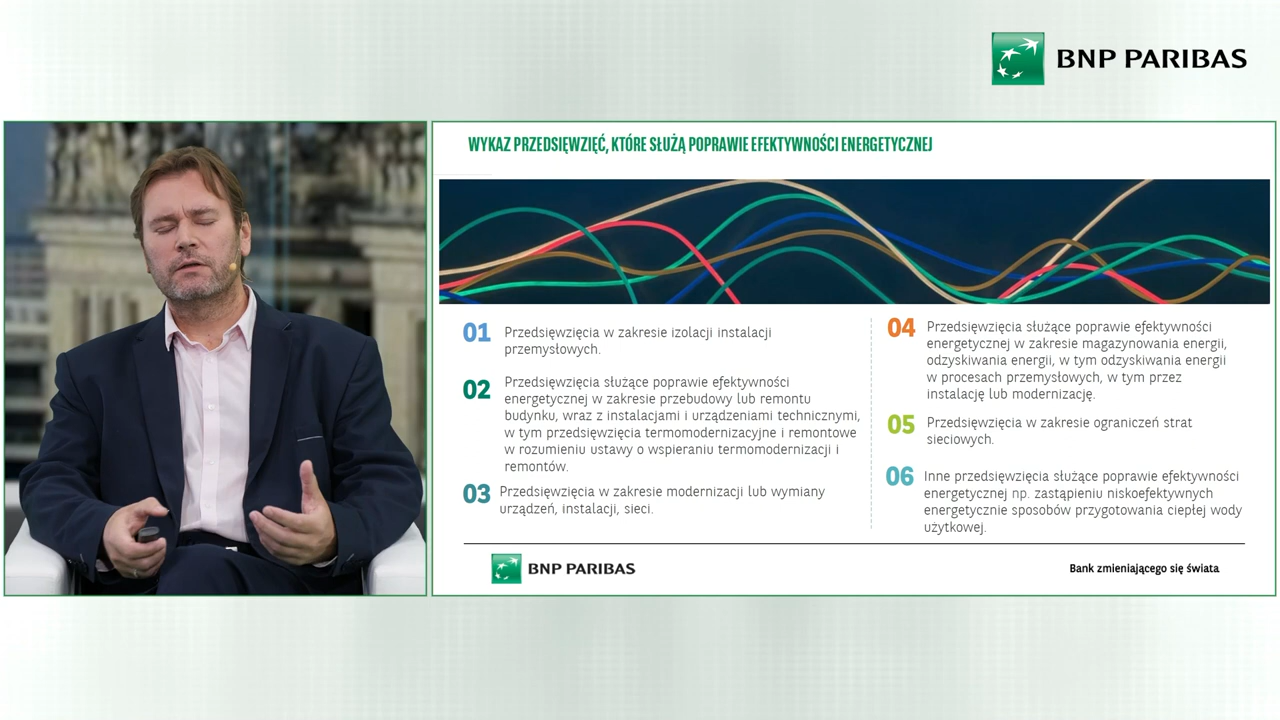 BNP PARIBAS
WYKAZ PRZEDSIĘWZIĘĆ, KTÓRE SŁUŻĄ POPRAWIE EFEKTYWNOŚCI ENERGETYCZNEJ
01 Przedsięwzięcia w zakresie izolacji instalacji
przemysłowych.
02 Przedsięwzięcia służące poprawie efektywności
energetycznej w zakresie przebudowy lub remontu
budynku, wraz z instalacjami i urządzeniami technicznymi,
w tym przedsięwzięcia termomodernizacyjne i remontowe
w rozumieniu ustawy o wspieraniu termomodernizacji i
remontów.
03 Przedsięwzięcia w zakresie modernizacji lub wymiany
urządzeń, instalacji, sieci.
04 Przedsięwzięcia służące poprawie efektywności
energetycznej w zakresie magazynowania energii,
odzyskiwania energii, w tym odzyskiwania energii
w procesach przemysłowych, w tym przez
instalację lub modernizację.
05 Przedsięwzięcia w zakresie ograniczeń strat
sieciowych.
06 Inne przedsięwzięcia służące poprawie efektywności
energetycznej np. zastąpieniu niskoefektywnych
energetycznie sposobów przygotowania ciepłej wody
użytkowej.
BNP PARIBAS
Bank zmieniającego się świata